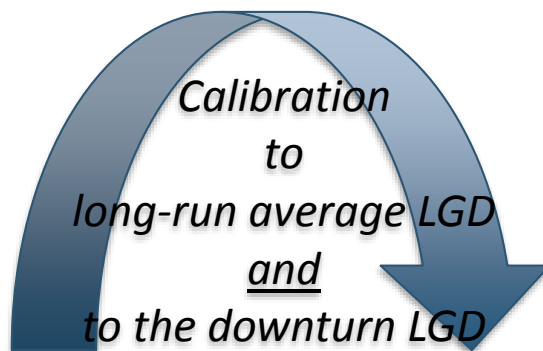 Calibration
to
long-run average LGD
and
to the downturn LGD